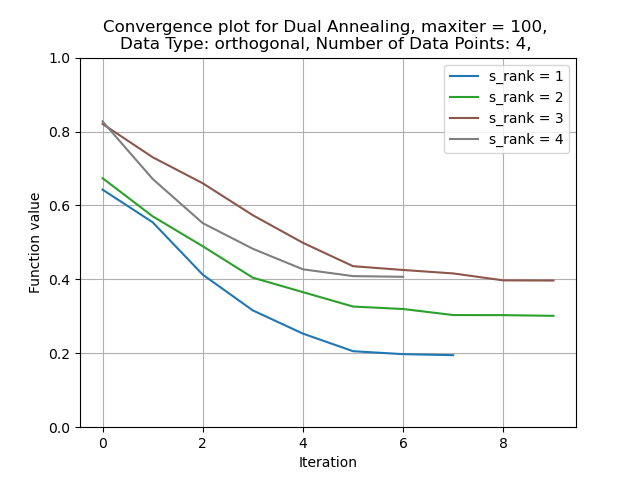 Convergence plot for Dual Annealing, maxiter = 100,
Data Type: orthogonal, Number of Data Points: 4,
s_rank = 1
s_rank = 2
s_rank = 3
s_rank = 4
Function value
1.0
0.8
0.6
0.4
0.2
0.0
0 2 4 6 8
Iteration